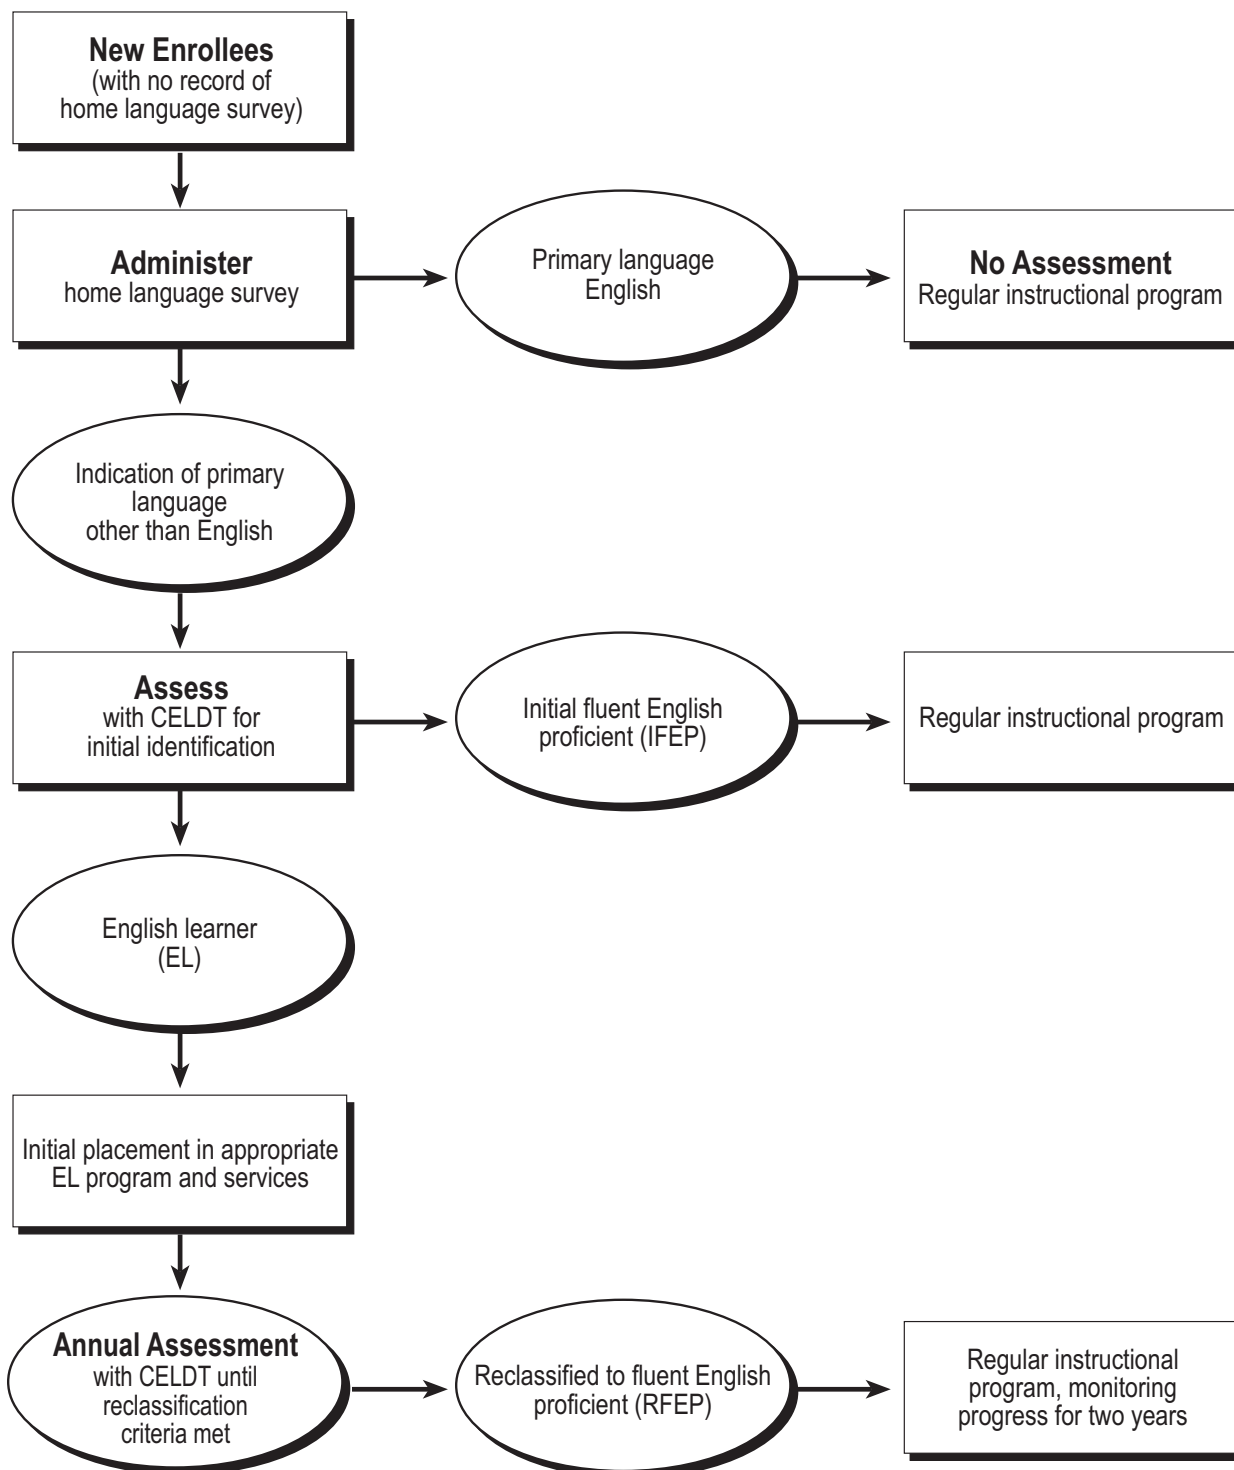 New Enrollees
(with no record of
home language survey)
Administer
home language survey
Primary language
English
No Assessment
Regular instructional program
Indication of primary
language
other than English
Assess
with CELDT for
initial identification
Initial fluent English
proficient (IFEP)
Regular instructional program
English learner
(EL)
Initial placement in appropriate
EL program and services
Annual Assessment
with CELDT until
reclassification
criteria met
Reclassified to fluent English
proficient (RFEP)
Regular instructional
program, monitoring
progress for two years